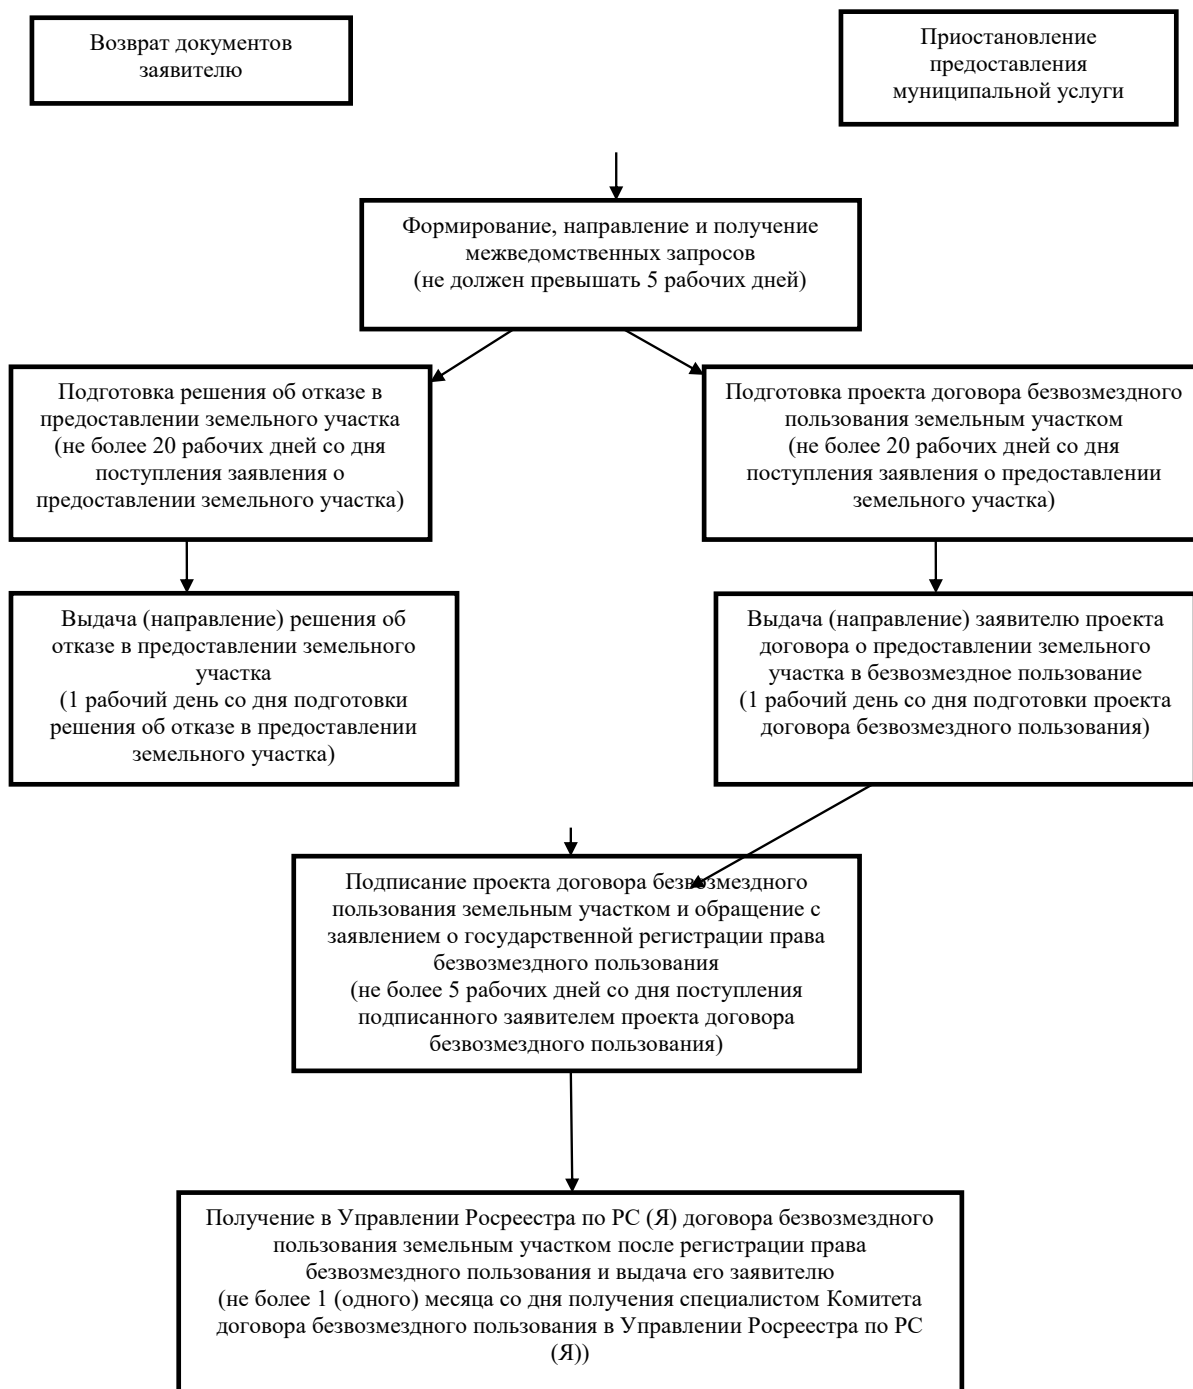 Возврат документов
заявителю
Приостановление
предоставления
муниципальной услуги
Формирование, направление и получение
межведомственных запросов
(не должен превышать 5 рабочих дней)
Подготовка решения об отказе в
предоставлении земельного участка
(не более 20 рабочих дней со дня
поступления заявления о
предоставлении земельного участка)
Подготовка проекта договора безвозмездного
пользования земельным участком
(не более 20 рабочих дней со дня
поступления заявления о предоставлении
земельного участка)
Выдача (направление) решения об
отказе в предоставлении земельного
участка
(1 рабочий день со дня подготовки
решения об отказе в предоставлении
земельного участка)
Выдача (направление) заявителю проекта
договора о предоставлении земельного
участка в безвозмездное пользование
(1 рабочий день со дня подготовки проекта
договора безвозмездного пользования)
Подписание проекта договора безвозмездного
пользования земельным участком и обращение с
заявлением о государственной регистрации права
безвозмездного пользования
(не более 5 рабочих дней со дня поступления
подписанного заявителем проекта договора
безвозмездного пользования)
Получение в Управлении Росреестра по РС (Я) договора безвозмездного
пользования земельным участком после регистрации права
безвозмездного пользования и выдача его заявителю
(не более 1 (одного) месяца со дня получения специалистом Комитета
договора безвозмездного пользования в Управлении Росреестра по РС
(Я))